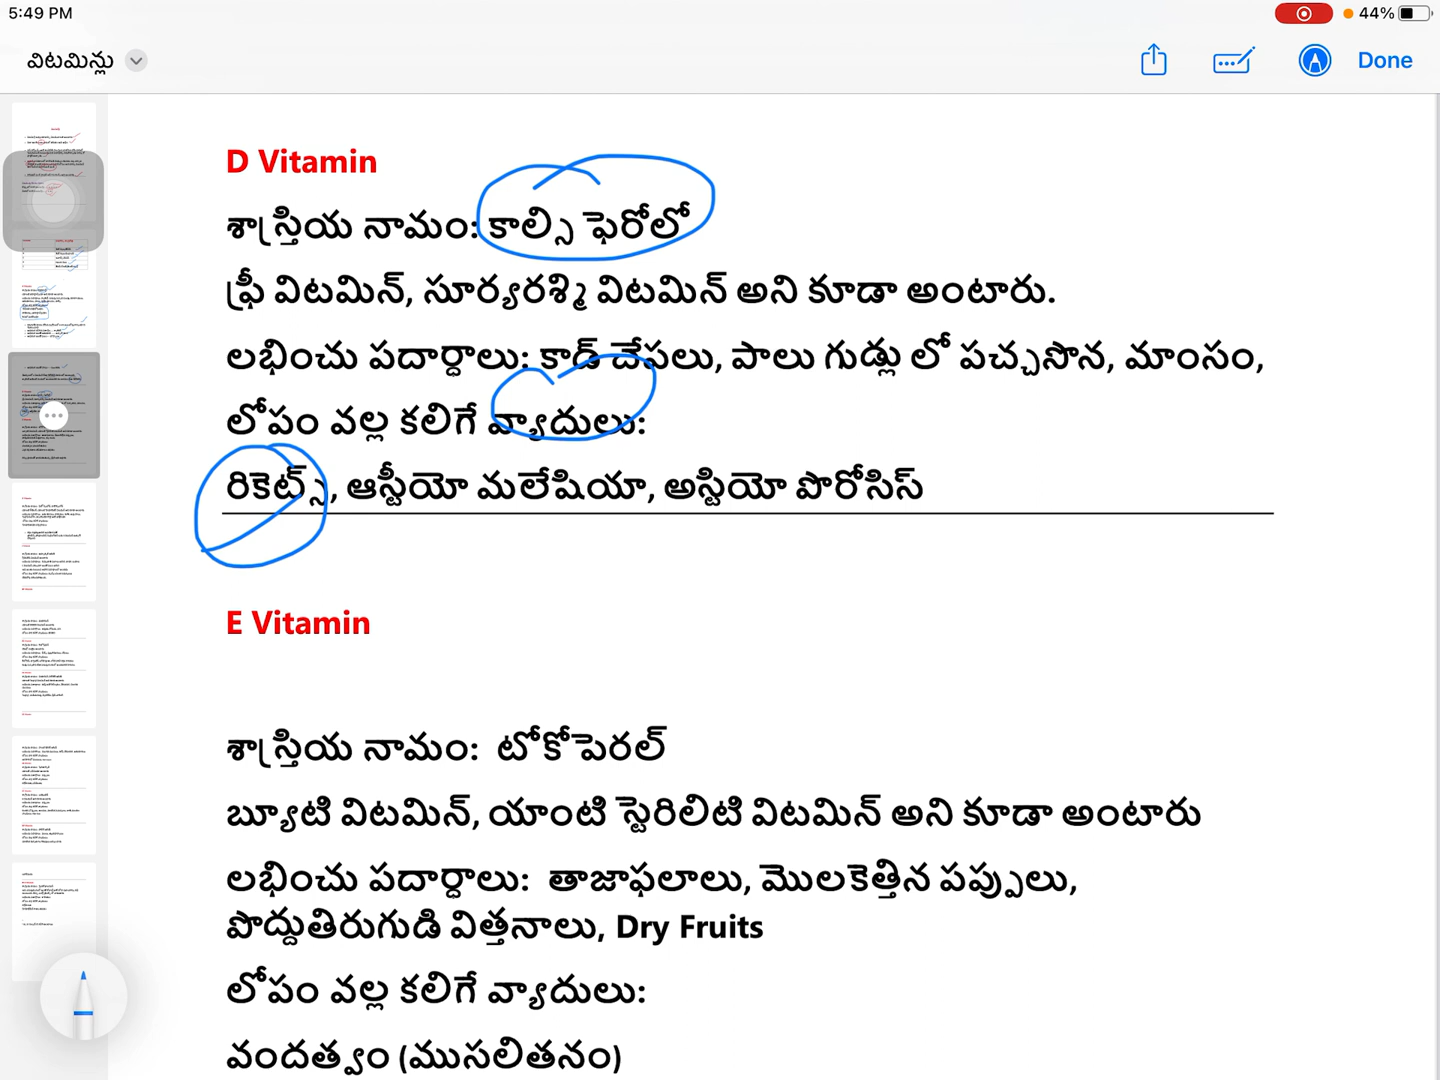 5:49 PM
44%
విటమిన్లు
Done
D Vitamin
శాస్త్రియ నామం: కాల్సి ఫెరోలో
ఫ్రీ విటమిన్, సూర్యరశ్మి విటమిన్ అని కూడా అంటారు.
లభించు పదార్ధాలు: కాడ్ చేసలు, పాలు గుడ్లు లో పచ్చసొన, మాంసం,
లోపం వల్ల కలిగే వ్యాదులు:
రికెట్స్, ఆస్టీయో మలేషియా, అస్టియో పొరోసిస్
E Vitamin
శాస్త్రియ నామం: టోకోపెరల్
బ్యూటి విటమిన్, యాంటి స్టెరిలిటి విటమిన్ అని కూడా అంటారు
లభించు పదార్ధాలు: తాజాఫలాలు, మొలకెత్తిన పప్పులు,
పొద్దుతిరుగుడి విత్తనాలు, Dry Fruits
లోపం వల్ల కలిగే వ్యాదులు:
వందత్వం (ముసలితనం)